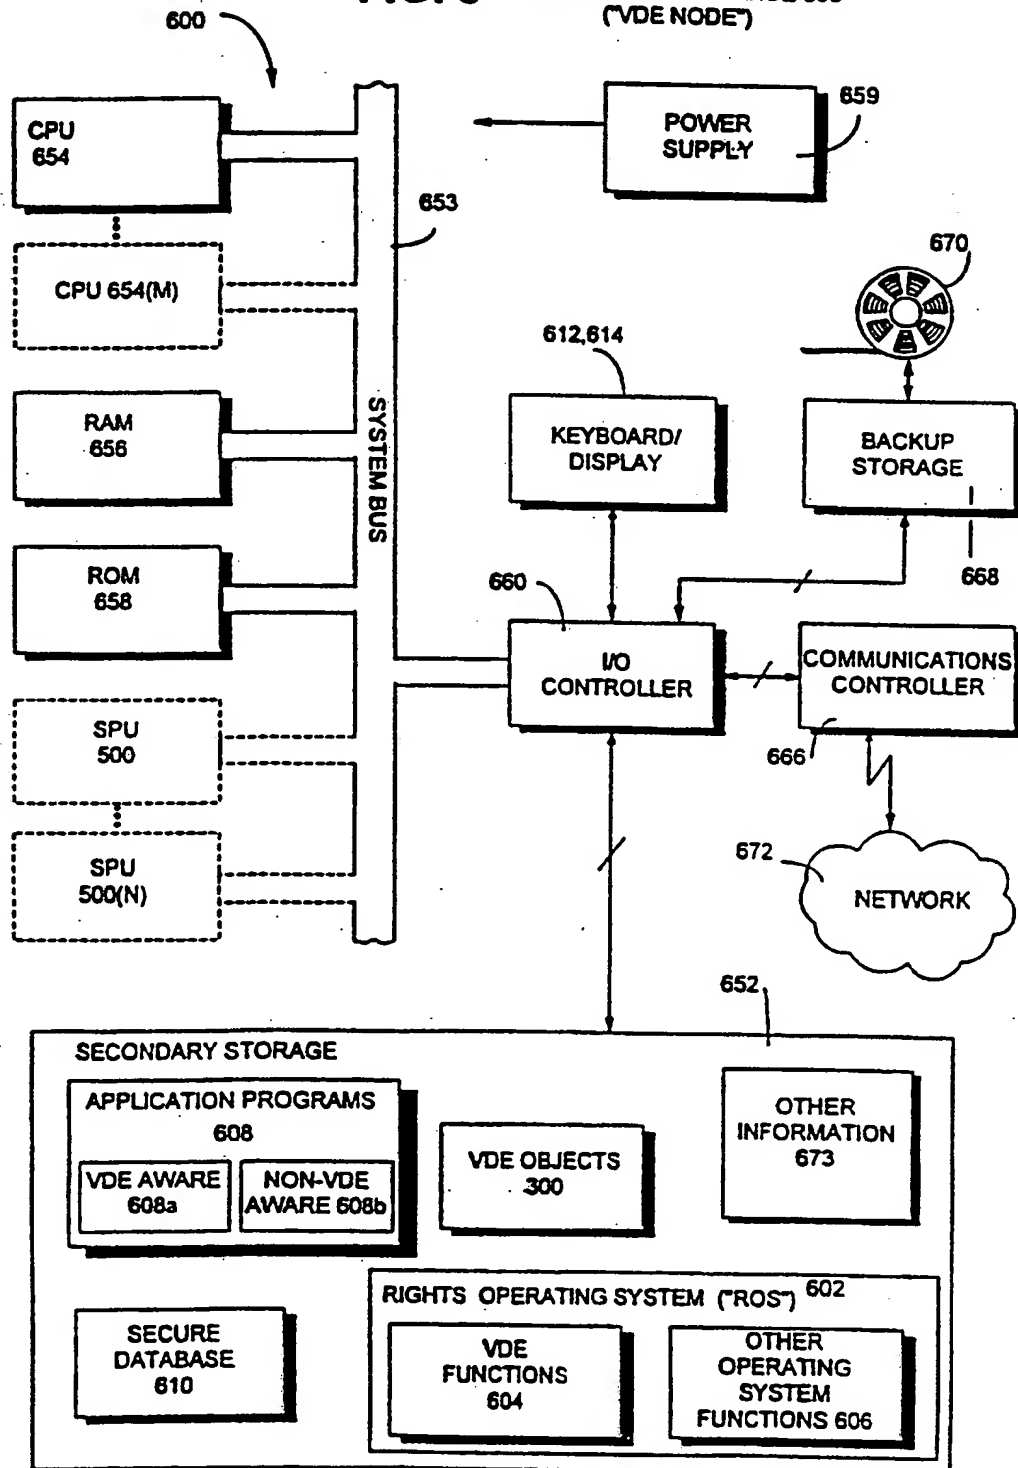 600
("VDE NODE")
CPU
654
POWER
SUPPLY
659
653
CPU 654(M)
670
612,614
RAM
656
SYSTEM BUS
KEYBOARD/
DISPLAY
BACKUP
STORAGE
668
ROM
658
660
I/O
CONTROLLER
COMMUNICATIONS
CONTROLLER
666
SPU
500
SPU
500(N)
672
NETWORK
652
SECONDARY STORAGE
APPLICATION PROGRAMS
608
VDE AWARE
608a
NON-VDE
AWARE 608b
VDE OBJECTS
300
OTHER
INFORMATION
673
SECURE
DATABASE
610
RIGHTS OPERATING SYSTEM ("ROS") 602
VDE
FUNCTIONS
604
OTHER
OPERATING
SYSTEM
FUNCTIONS 606